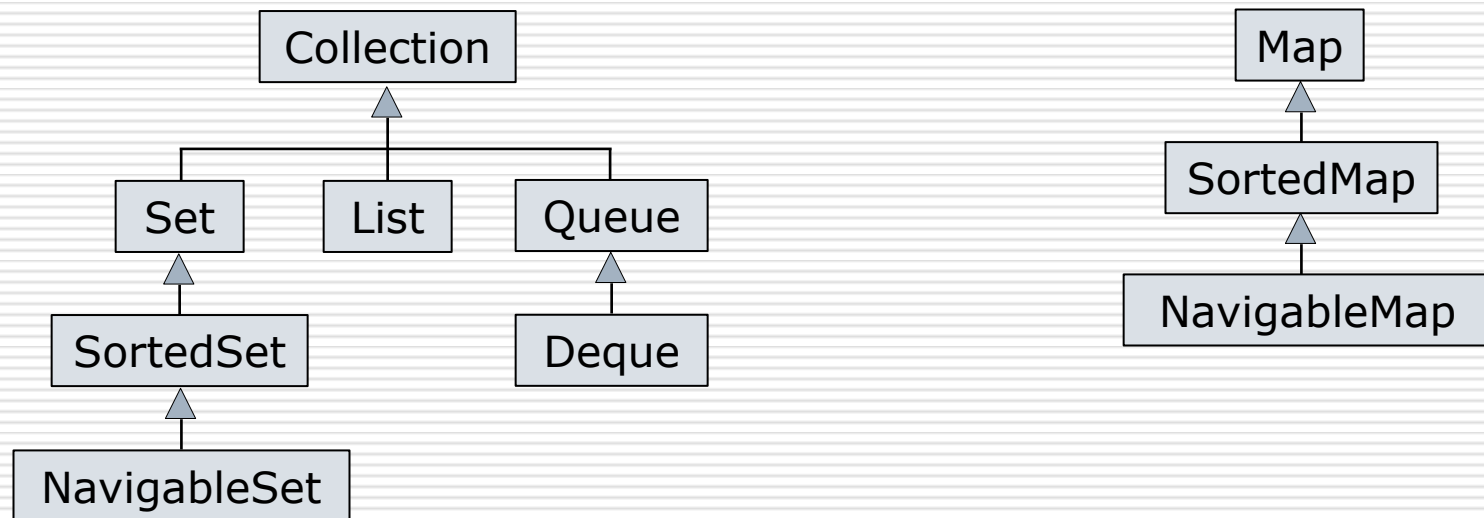 Collection
Map
Set
List
Queue
SortedMap
SortedSet
Deque
NavigableMap
NavigableSet